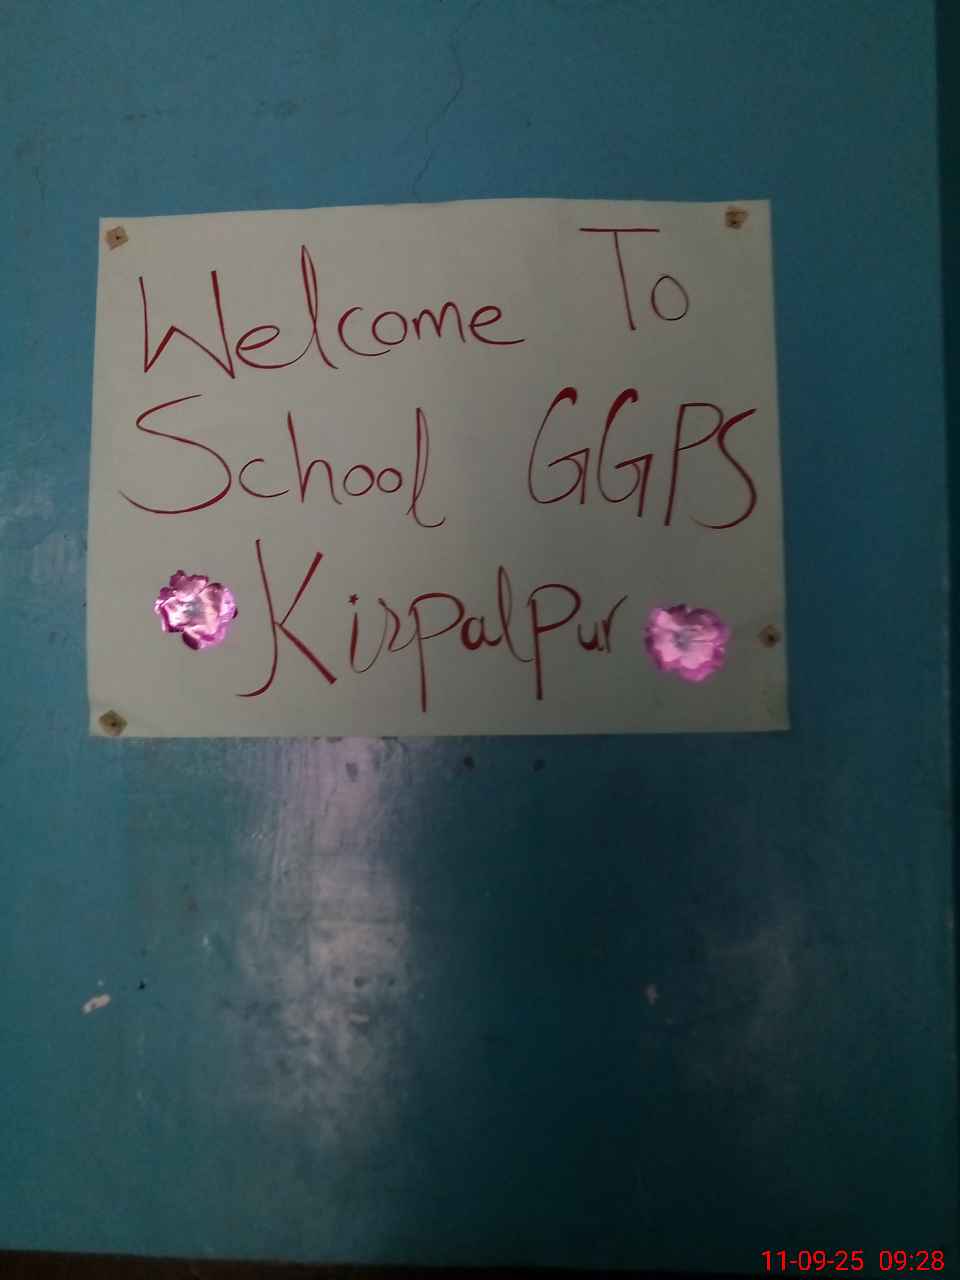 Welcome To
School GGPS
Kirpalpur
11-09-25 09:28